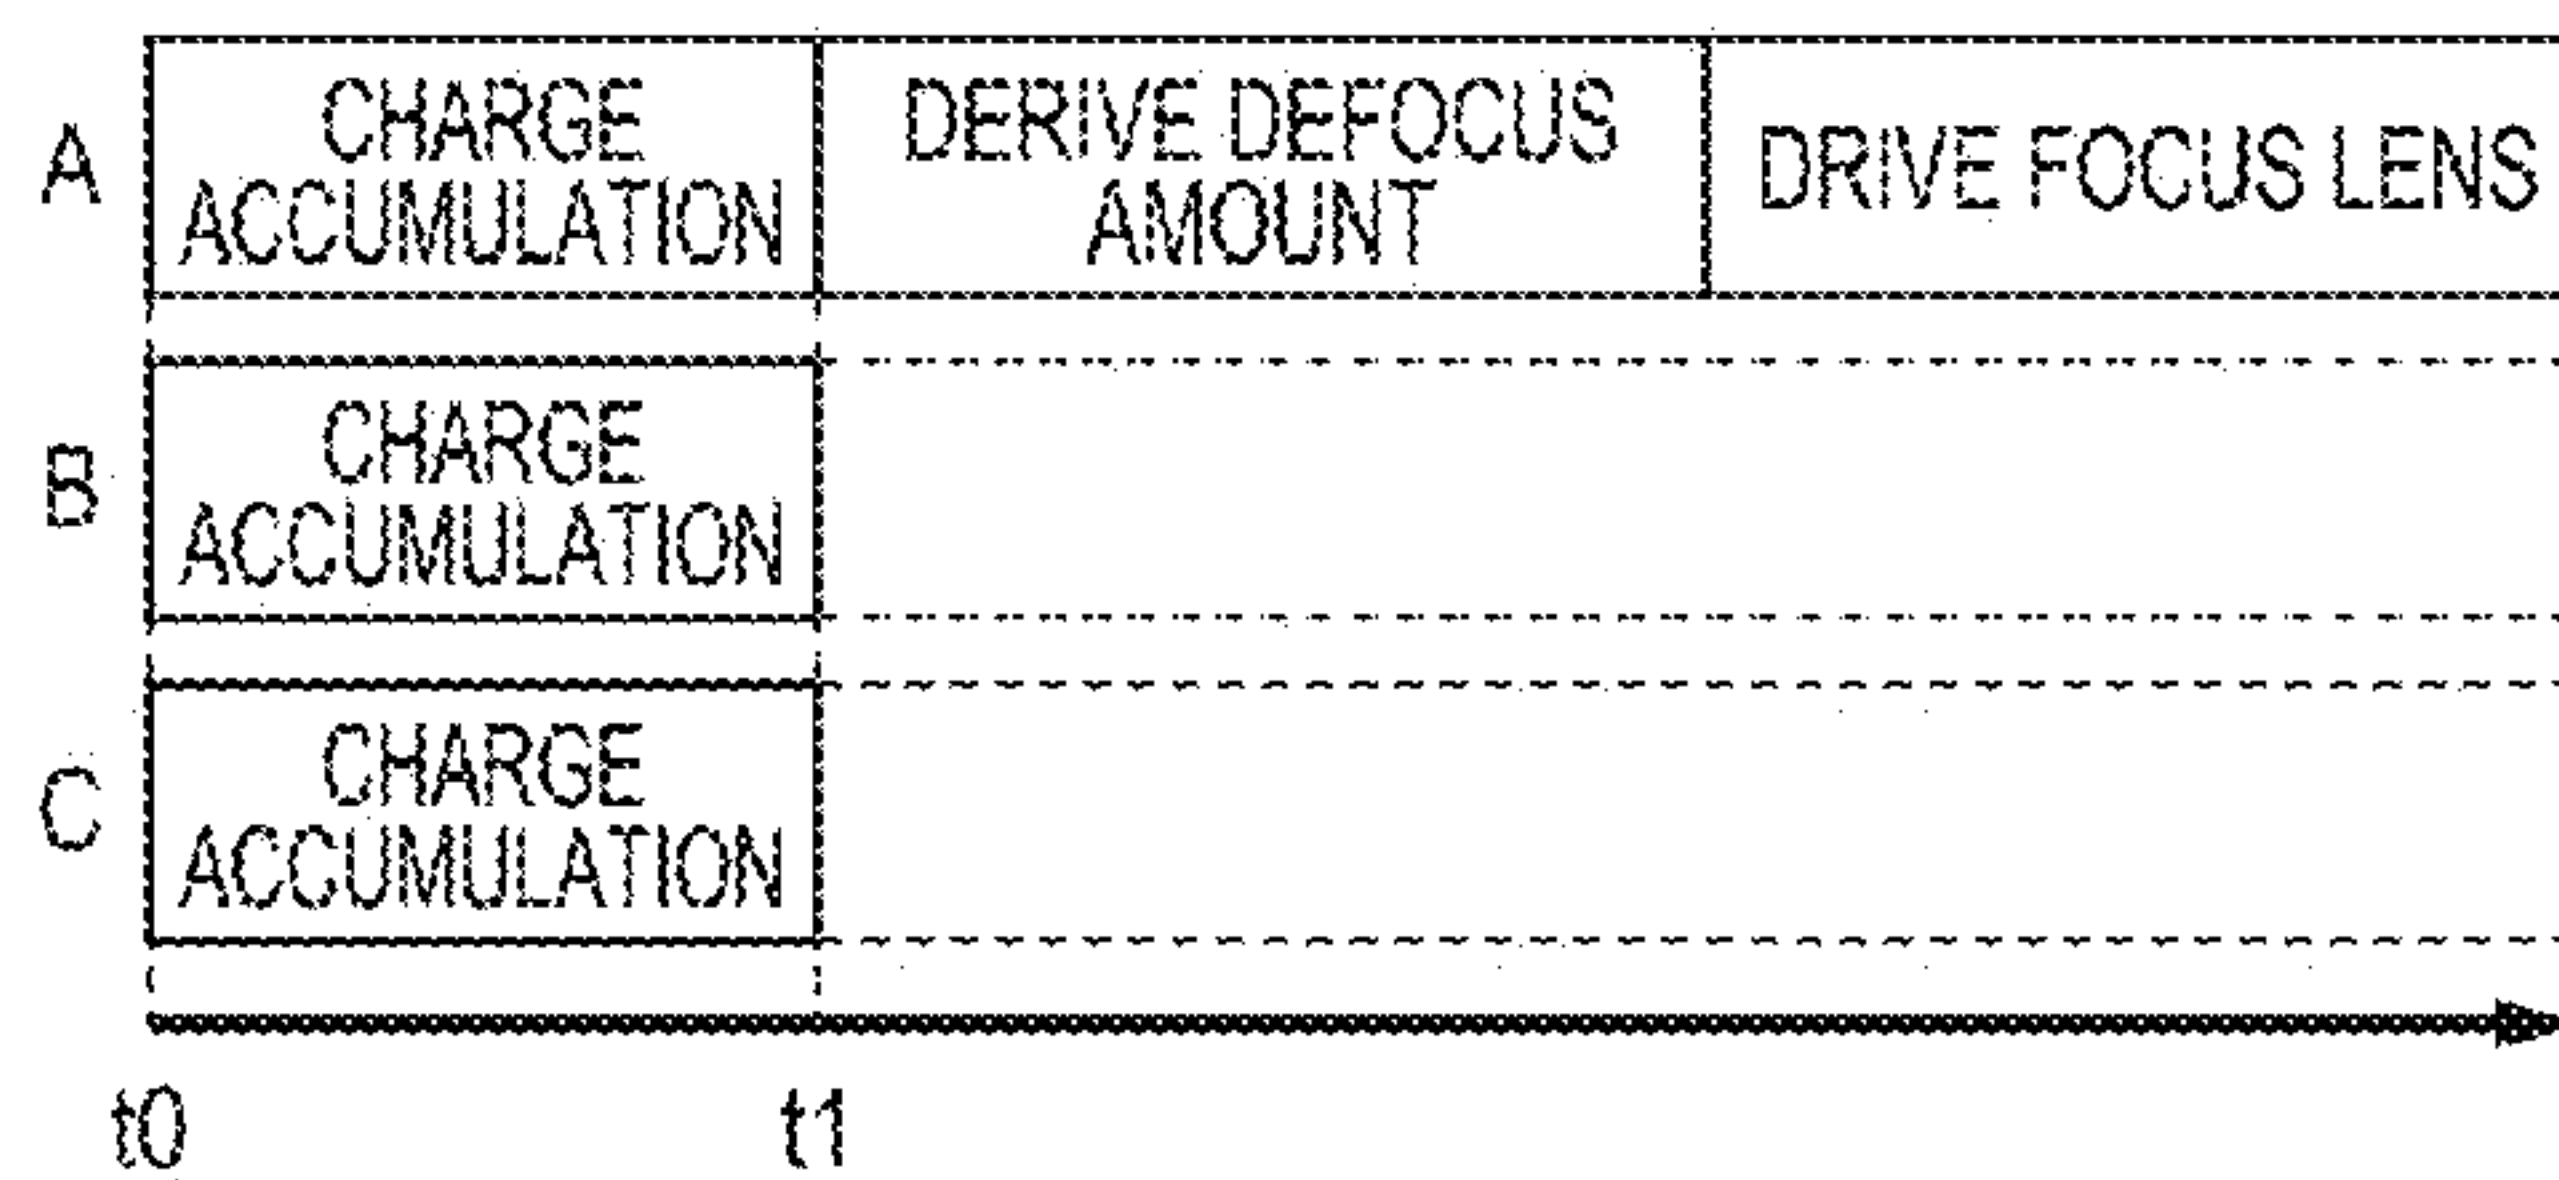 A
CHARGE
ACCUMULATION
DERIVE DEFOCUS
AMOUNT
DRIVE FOCUS LENS
B
CHARGE
ACCUMULATION
C
CHARGE
ACCUMULATION
t0
t1